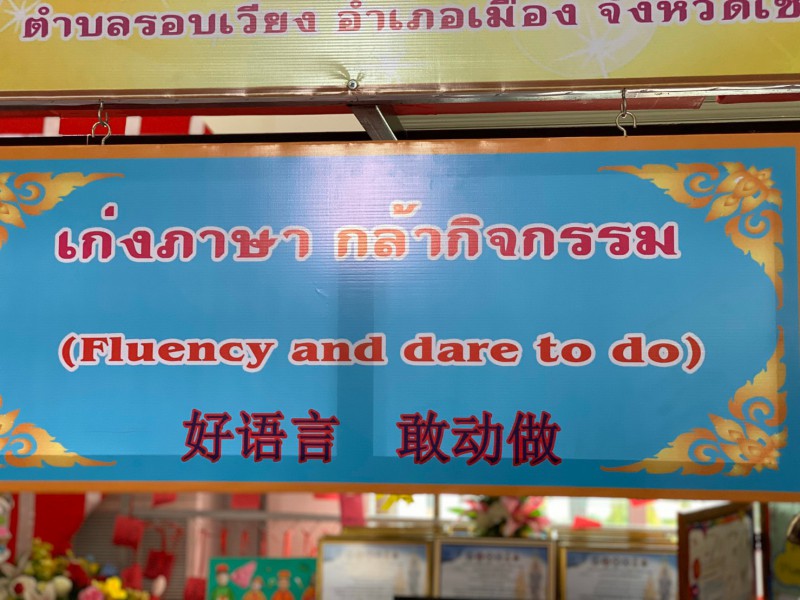 ตำบลรอบเวียง อำเภอเมือง
เก่งภาษา กล้ากิจกรรม
(Fluency and dare to do)
好语言 敢动做